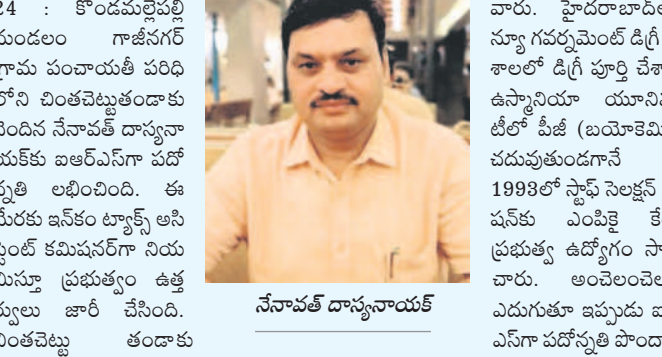 24 : కొండమల్లేపల్లి
మండలం గాజీనగర్
గ్రామ పంచాయతీ పరిధి
లోని చింతచెట్టుతండాకు
చెందిన నేనావత్ దాస్యనా
యక్‌కు ఐఆర్ఎస్‌గా పదో
న్నతి లభించింది. ఈ
మేరకు ఇన్‌కం ట్యాక్స్ అసి
స్టెంట్ కమిషనర్‌గా నియ
మిస్తూ ప్రభుత్వం ఉత్త
ర్వులు జారీ చేసింది.
చింతచెట్టు తండాకు
నేనావత్ దాస్యనాయక్
వారు.
న్యూ గవర్నమెంట్ డిగ్రీ
శాలలో డిగ్రీ పూర్తి
ఉస్మానియా
టీలో పీజీ
చదువుతుండగానే
1993లో స్టాఫ్ సెలక్షన్
షన్‌కు ఎంపికై
ప్రభుత్వ ఉద్యోగం
చారు.
ఎదుగుతూ ఇప్పుడు
ఎస్‌గా పదోన్నతి